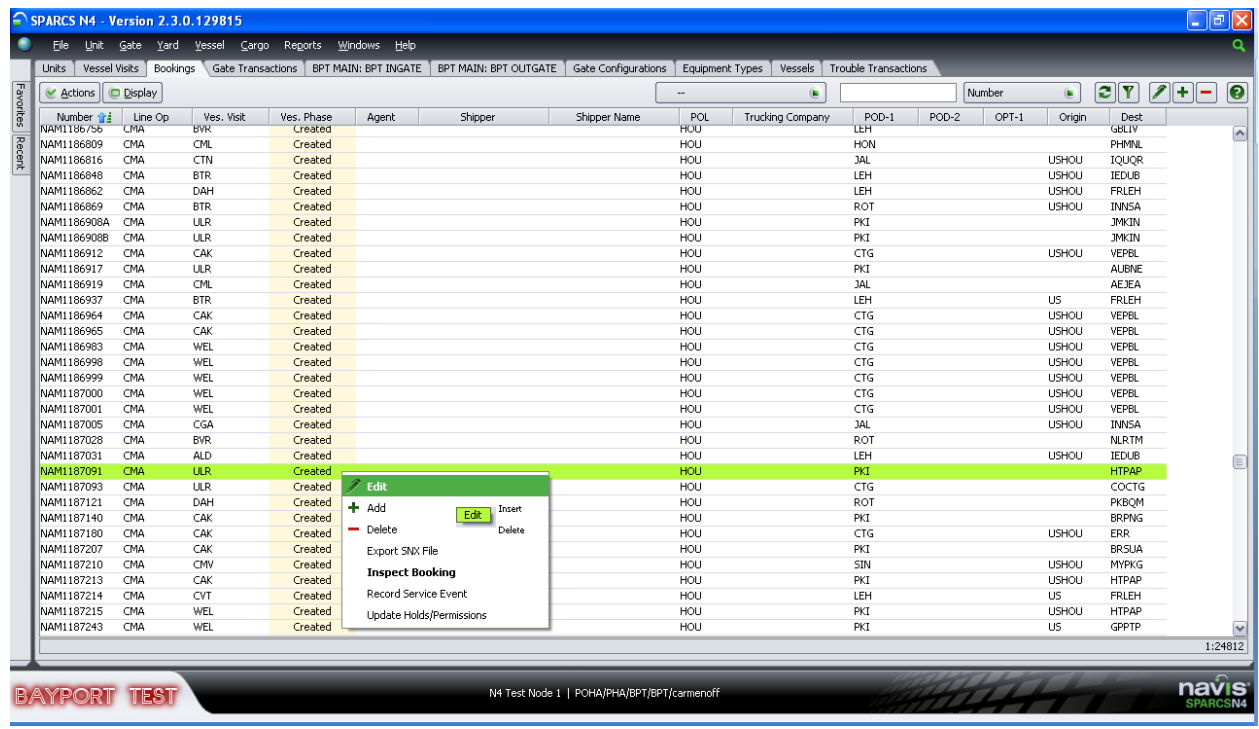 SPARCS N4 - Version 2.3.0.129815
File Unit Gate Yard Vessel Cargo Reports Windows Help
Units Vessel Visits Bookings Gate Transactions BPT MAIN: BPT INGATE BPT MAIN: BPT OUTGATE Gate Configurations Equipment Types Vessels Trouble Transactions
Favorites
Recent
Actions Display -- Number
Number Line Op Ves. Visit Ves. Phase Agent Shipper Shipper Name POL Trucking Company POD-1 POD-2 OPT-1 Origin Dest
NAM1186756 CMA BVR Created HOU LEH GBLIV
NAM1186809 CMA CML Created HOU HON PHMNL
NAM1186816 CMA CTN Created HOU JAL USHOU IQUQR
NAM1186848 CMA BTR Created HOU LEH USHOU IEDUB
NAM1186862 CMA DAH Created HOU LEH USHOU FRLEH
NAM1186869 CMA BTR Created HOU ROT USHOU INNSA
NAM1186908A CMA ULR Created HOU PKI JMKIN
NAM1186908B CMA ULR Created HOU PKI JMKIN
NAM1186912 CMA CAK Created HOU CTG USHOU VEPBL
NAM1186917 CMA ULR Created HOU PKI AUBNE
NAM1186919 CMA CML Created HOU JAL AEJEA
NAM1186937 CMA BTR Created HOU LEH US FRLEH
NAM1186964 CMA CAK Created HOU CTG USHOU VEPBL
NAM1186965 CMA CAK Created HOU CTG USHOU VEPBL
NAM1186983 CMA WEL Created HOU CTG USHOU VEPBL
NAM1186998 CMA WEL Created HOU CTG USHOU VEPBL
NAM1186999 CMA WEL Created HOU CTG USHOU VEPBL
NAM1187000 CMA WEL Created HOU CTG USHOU VEPBL
NAM1187001 CMA WEL Created HOU CTG USHOU VEPBL
NAM1187005 CMA CGA Created HOU JAL USHOU INNSA
NAM1187028 CMA BVR Created HOU ROT NLRTM
NAM1187031 CMA ALD Created HOU LEH USHOU IEDUB
NAM1187091 CMA ULR Created HOU PKI HTPAP
NAM1187093 CMA ULR Created HOU CTG COCTG
NAM1187121 CMA DAH Created HOU ROT PKBQM
NAM1187140 CMA CAK Created HOU PKI BRPNG
NAM1187180 CMA CAK Created HOU CTG USHOU ERR
NAM1187207 CMA CAK Created HOU PKI BRSUA
NAM1187210 CMA CMV Created HOU SIN USHOU MYPKG
NAM1187213 CMA CAK Created HOU PKI USHOU HTPAP
NAM1187214 CMA CVT Created HOU LEH US FRLEH
NAM1187215 CMA WEL Created HOU PKI USHOU HTPAP
NAM1187243 CMA WEL Created HOU PKI US GPPTP
Edit
Add Insert
Edit
Delete Delete
Export SNX File
Inspect Booking
Record Service Event
Update Holds/Permissions
1:24812
BAYPORT TEST
N4 Test Node 1 | POHA/PHA/BPT/BPT/carmenoff
navis
SPARCSN4